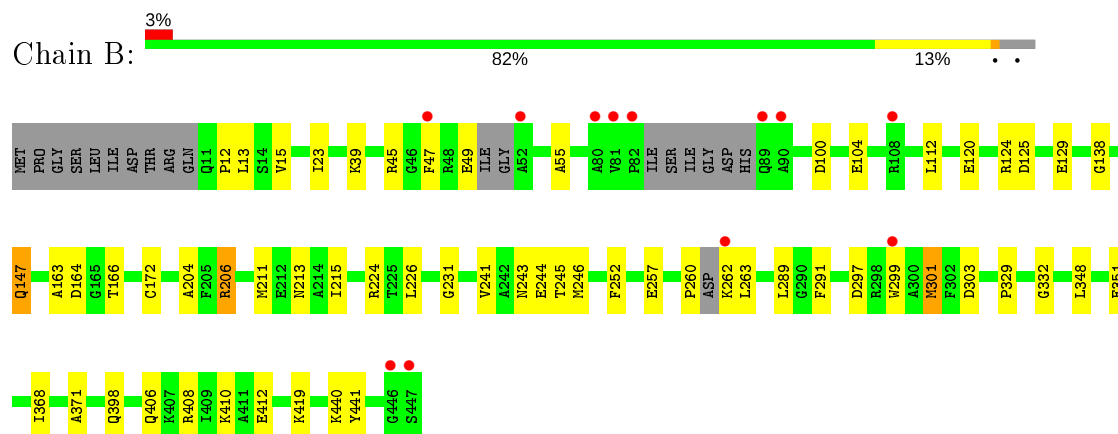 3%
Chain B:
82%
13%
• •
MET PRO GLY SER LEU ILE ASP THR ARG GLN Q11 P12 L13 S14 V15 I23 K39 R45 G46 F47 R48 E49 ILE GLY A52 A55 A80 V81 P82 ILE SER ILE GLY ASP HIS Q89 A90 D100 E104 R108 L112 E120 R124 D125 E129 G138
Q147 A163 D164 G165 T166 C172 A204 F205 R206 M211 E212 N213 A214 I215 R224 T225 L226 G231 V241 A242 N243 E244 T245 M246 F252 E257 P260 ASP K262 L263 L289 G290 F291 D297 R298 W299 A300 M301 F302 D303 P329 G332 L348
I368 A371 Q398 Q406 K407 R408 I409 K410 A411 E412 K419 K440 Y441 G446 S447